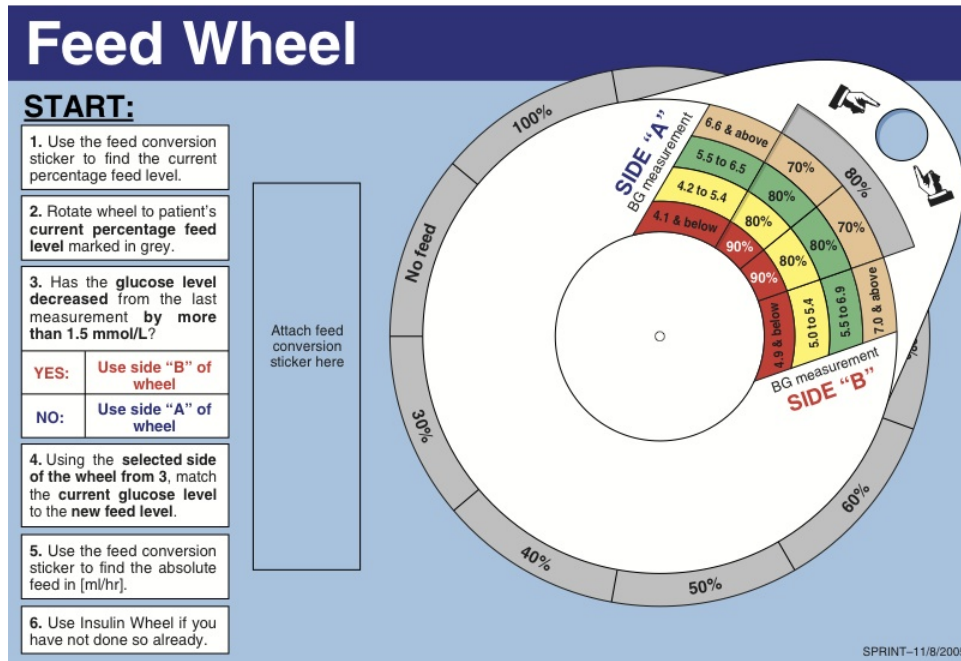 Feed Wheel
START:
1. Use the feed conversion
sticker to find the current
percentage feed level.
2. Rotate wheel to patient's
current percentage feed
level marked in grey.
3. Has the glucose level
decreased from the last
measurement by more
than 1.5 mmol/L?
YES:
Use side “B” of
wheel
NO:
Use side “A” of
wheel
4. Using the selected side
of the wheel from 3, match
the current glucose level
to the new feed level.
5. Use the feed conversion
sticker to find the absolute
feed in [ml/hr].
6. Use Insulin Wheel if you
have not done so already.
Attach feed
conversion
sticker here
No feed
100%
30%
40%
50%
60%
SIDE “A”
BG measurement
6.6 & above
5.5 to 6.5
4.2 to 5.4
4.1 & below
70%
80%
80%
90%
80%
70%
80%
80%
90%
7.0 & above
5.5 to 6.9
5.0 to 5.4
4.9 & below
BG measurement
SIDE “B”
SPRINT–11/8/2005